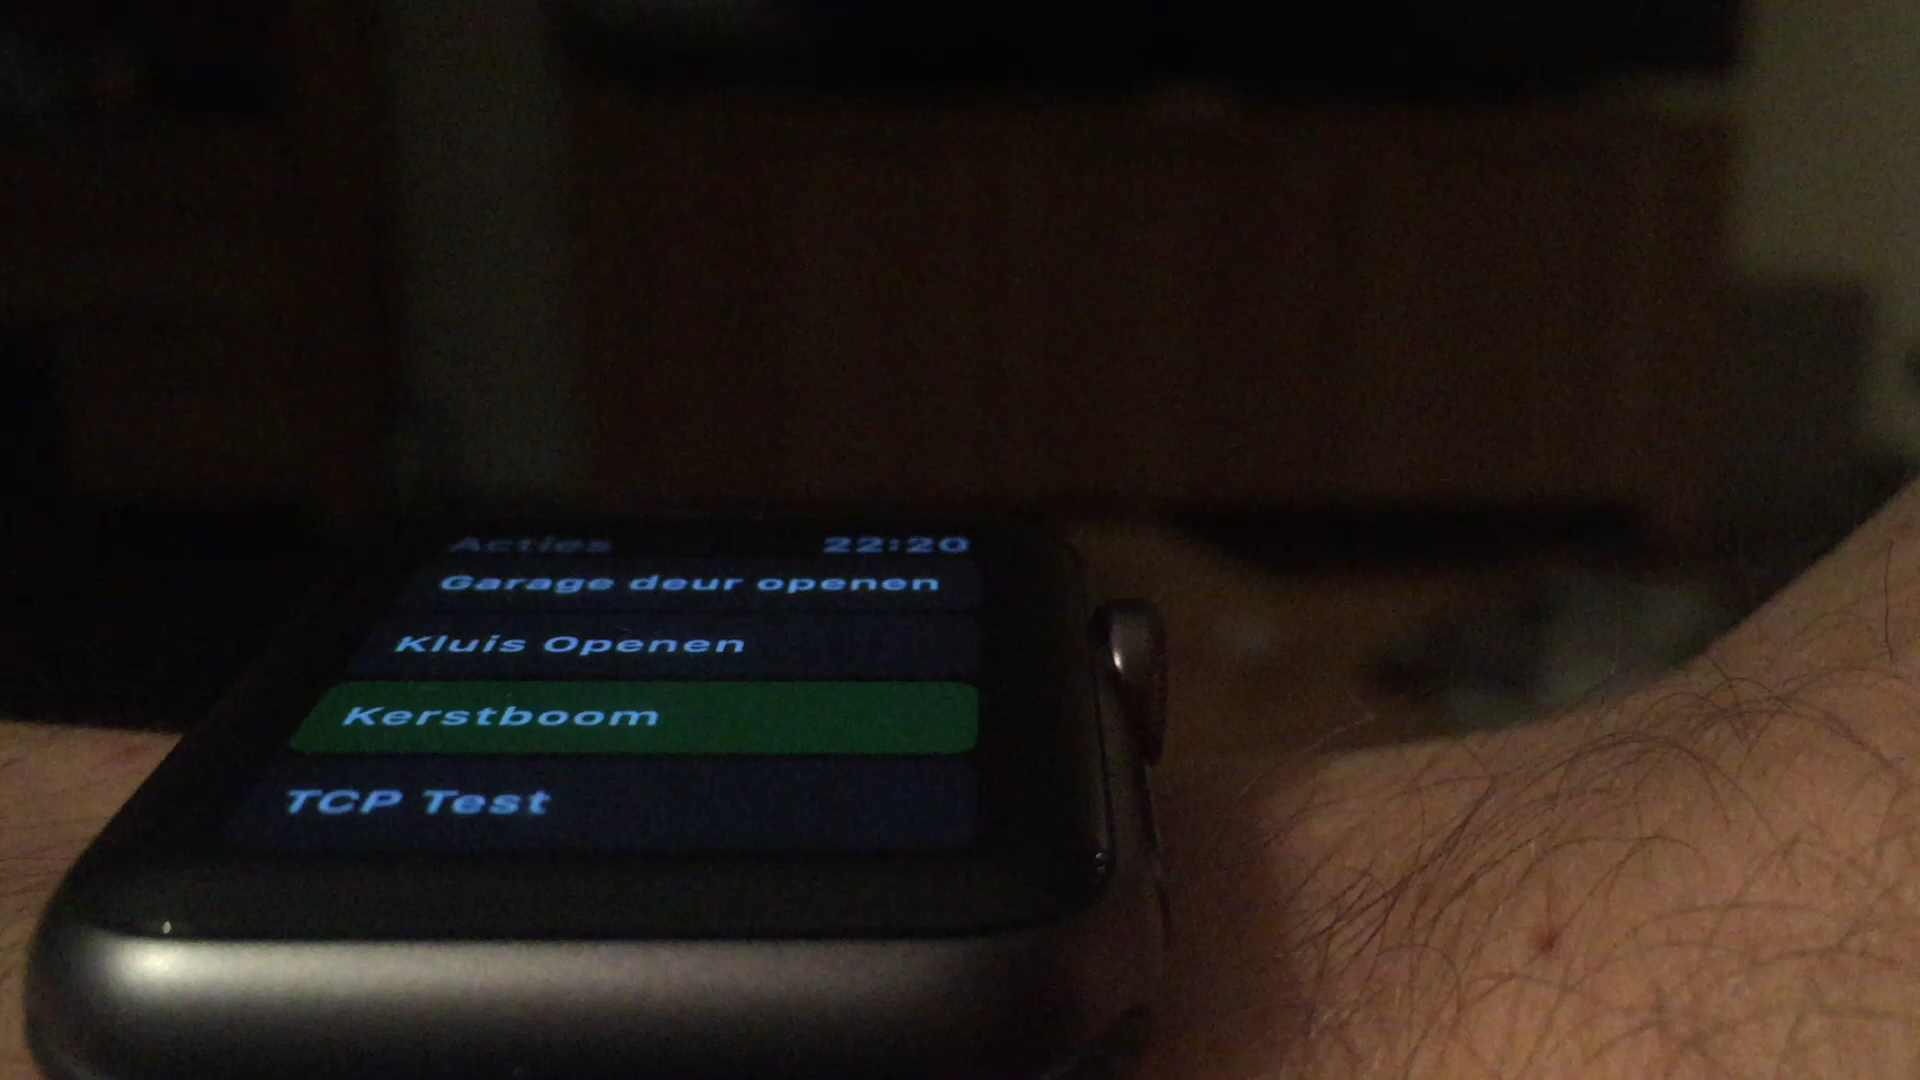 Acties 22:20
Garage deur openen
Kluis Openen
Kerstboom
TCP Test